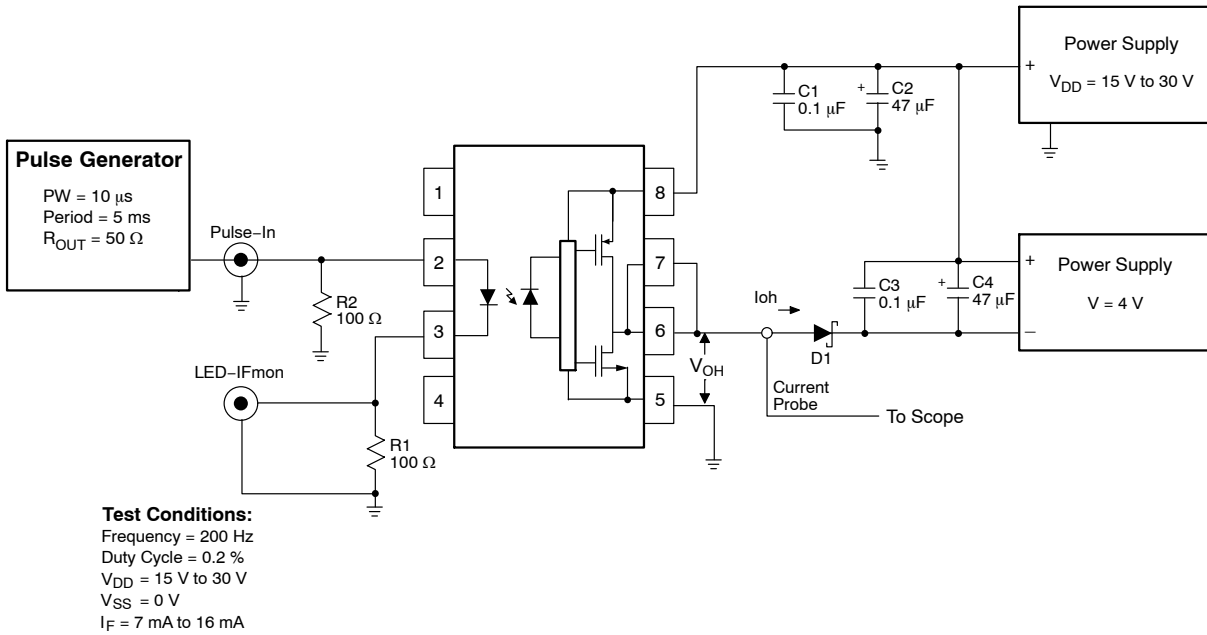 Pulse Generator
PW = 10 μs
Period = 5 ms
ROUT = 50 Ω
Pulse–In
R2
100 Ω
LED–IFmon
R1
100 Ω
1
2
3
4
8
7
6
5
VOH
C1
0.1 μF
+
C2
47 μF
+
Power Supply
VDD = 15 V to 30 V
C3
0.1 μF
+
C4
47 μF
+
–
Power Supply
V = 4 V
Ioh
D1
Current
Probe
To Scope
Test Conditions:
Frequency = 200 Hz
Duty Cycle = 0.2 %
VDD = 15 V to 30 V
VSS = 0 V
IF = 7 mA to 16 mA